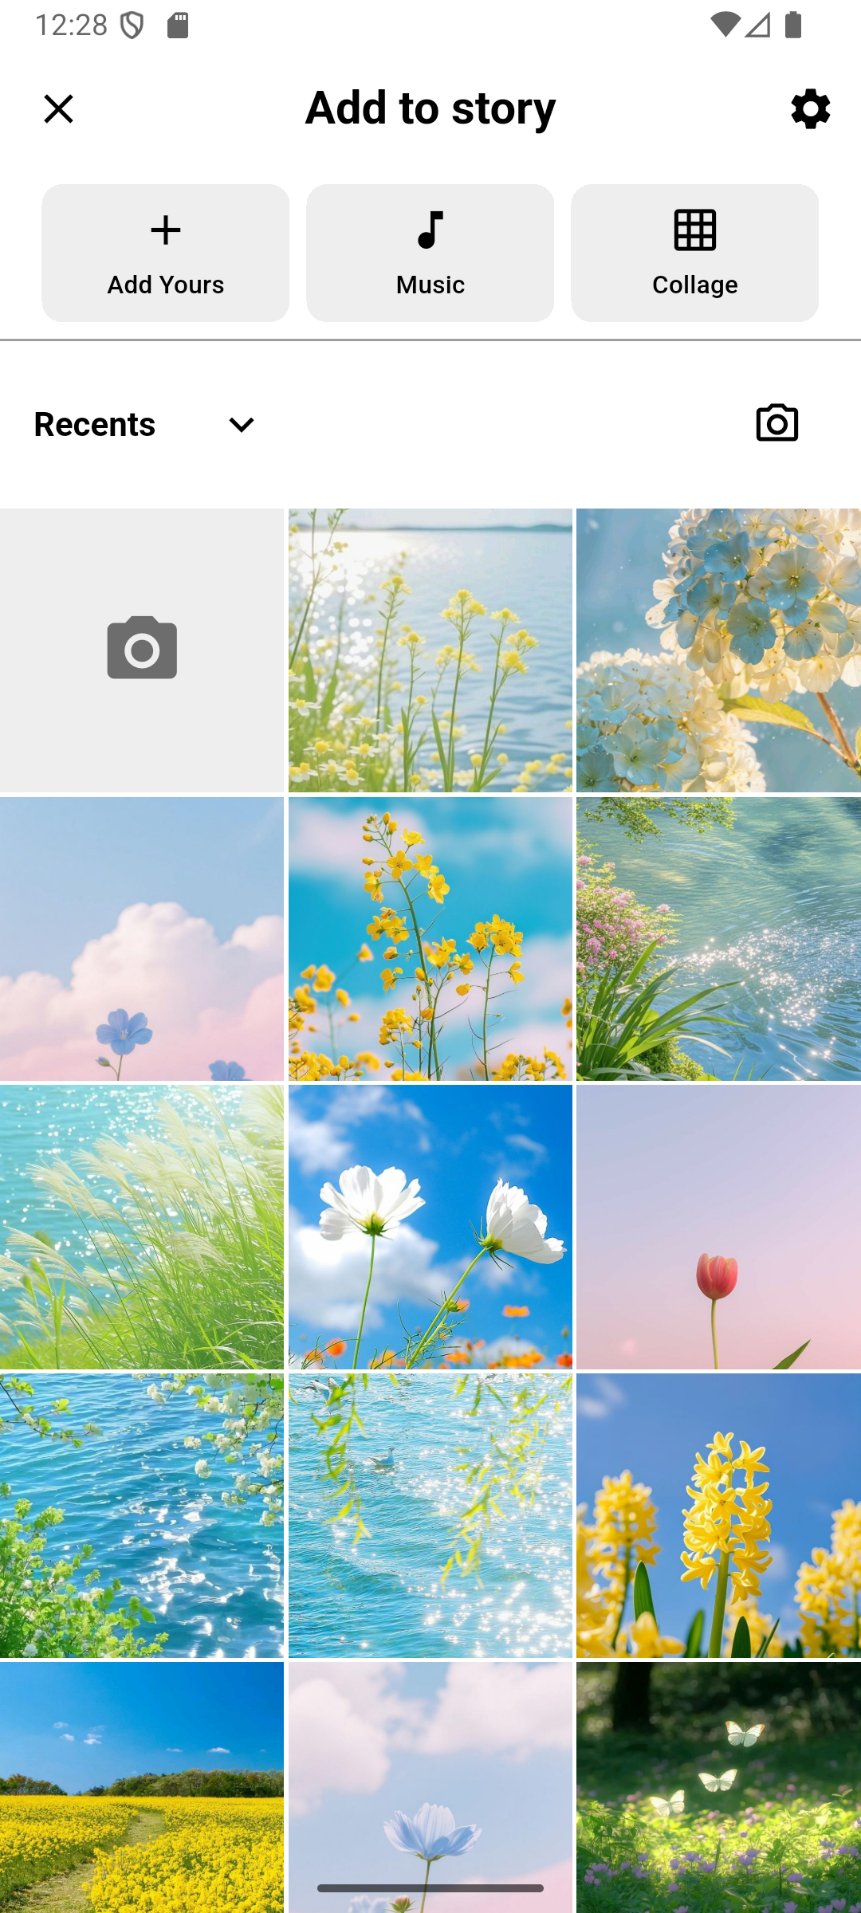 12:28
Add to story
Add Yours
Music
Collage
Recents